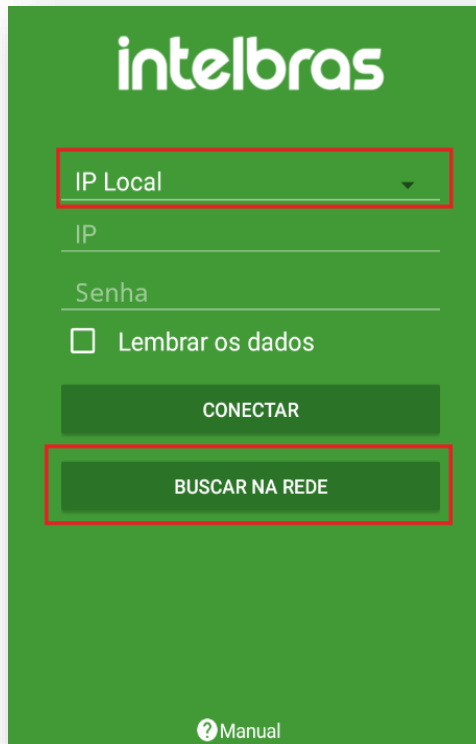 intelbras
IP Local
IP
Senha
Lembrar os dados
CONECTAR
BUSCAR NA REDE
?Manual